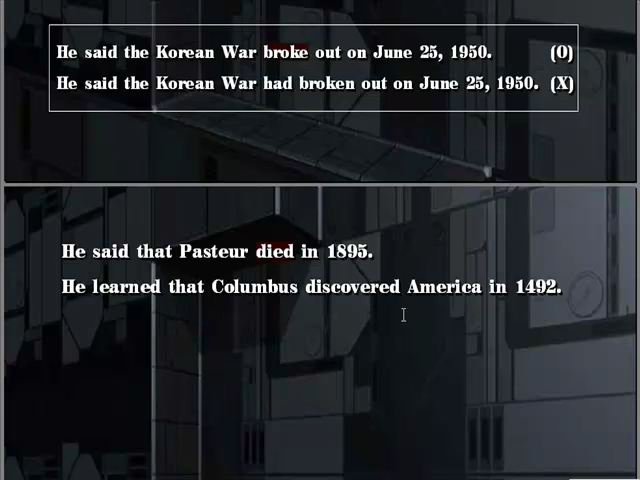 He said the Korean War broke out on June 25, 1950. (O)
He said the Korean War had broken out on June 25, 1950. (X)
He said that Pasteur died in 1895.
He learned that Columbus discovered America in 1492.